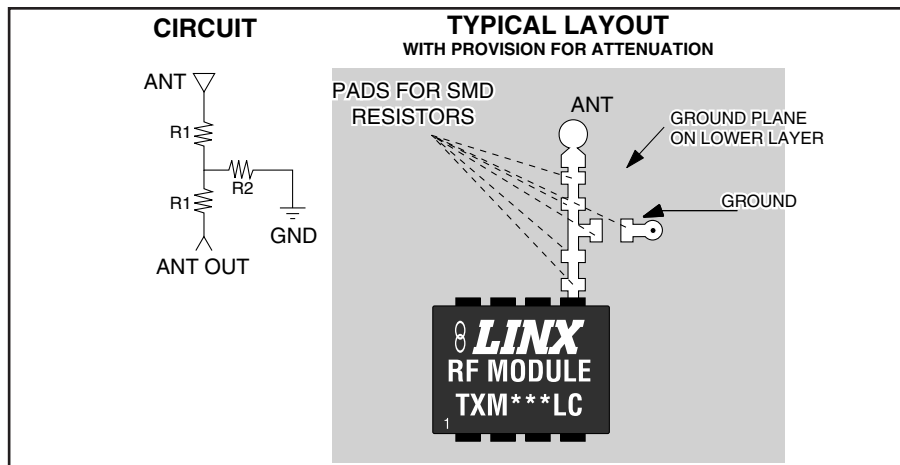 CIRCUIT
ANT
R1
R2
R1
GND
ANT OUT
TYPICAL LAYOUT
WITH PROVISION FOR ATTENUATION
PADS FOR SMD
RESISTORS
ANT
GROUND PLANE
ON LOWER LAYER
GROUND
LINX
RF MODULE
TXM***LC
1